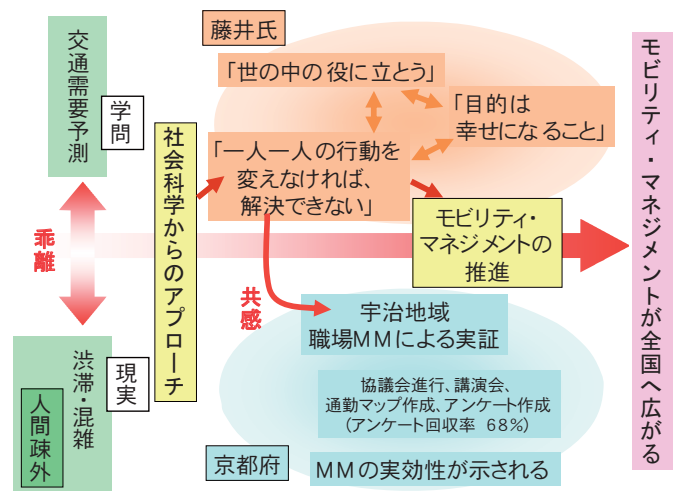 交通需要予測
学問
乖離
現実
渋滞・混雑
人間疎外
社会科学からのアプローチ
藤井氏
「世の中の役に立とう」
「目的は
幸せになること」
「一人一人の行動を
変えなければ、
解決できない」
モビリティ・
マネジメントの
推進
共感
宇治地域
職場MMによる実証
協議会進行、講演会、
通勤マップ作成、アンケート作成
(アンケート回収率 68%)
京都府
MMの実効性が示される
モビリティ・マネジメントが全国へ広がる